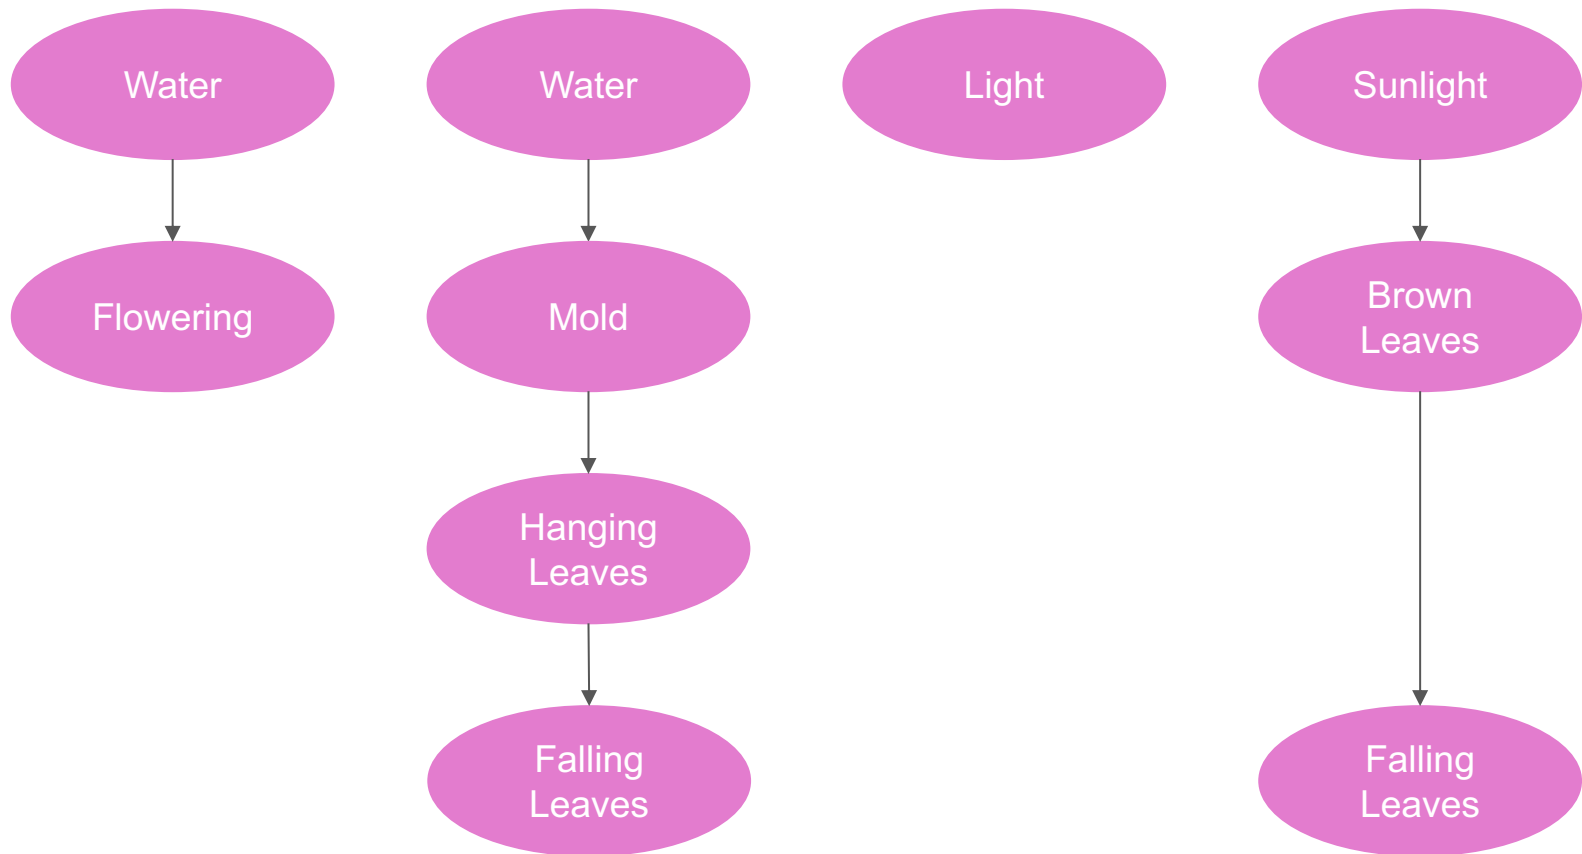 Water
Water
Light
Sunlight
Flowering
Mold
Brown
Leaves
Hanging
Leaves
Falling
Leaves
Falling
Leaves